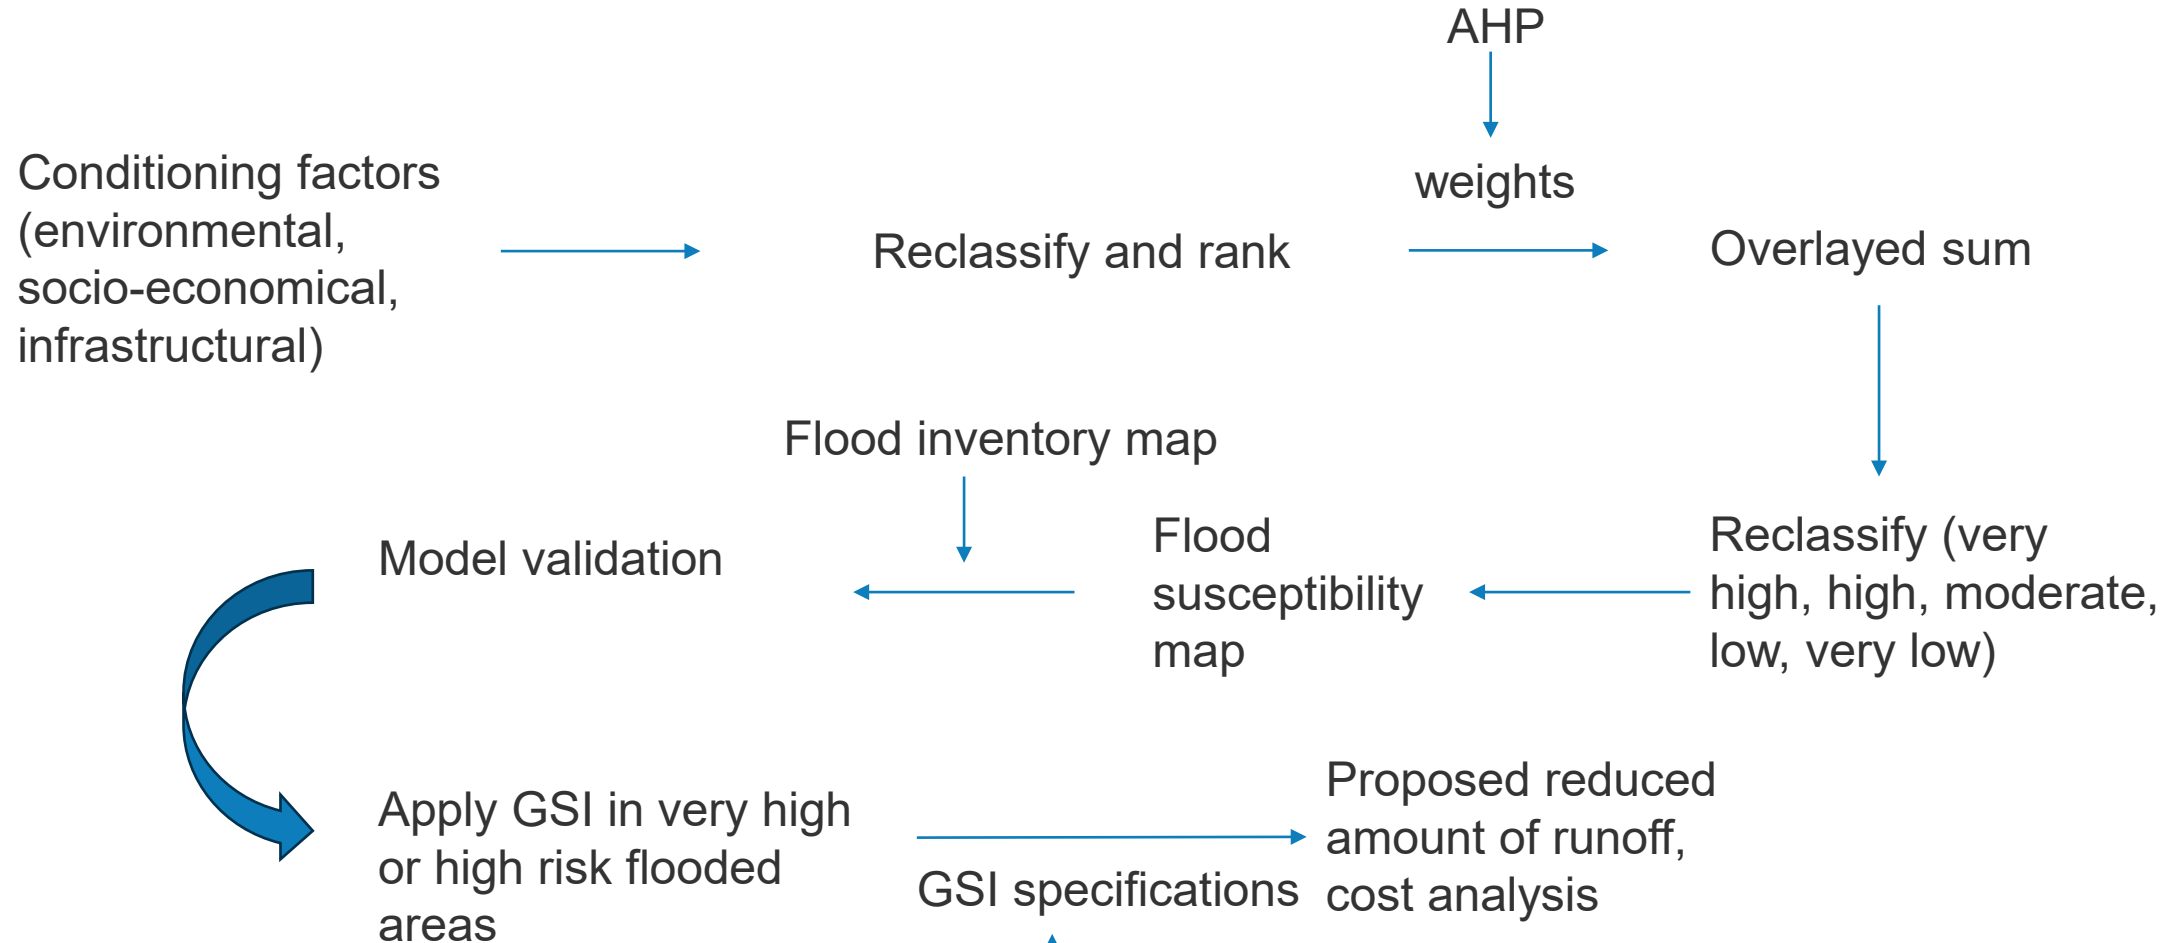 AHP
weights
Conditioning factors
(environmental,
socio-economical,
infrastructural)
Reclassify and rank
Overlayed sum
Flood inventory map
Reclassify (very
high, high, moderate,
low, very low)
Flood
susceptibility
map
Model validation
Apply GSI in very high
or high risk flooded
areas
GSI specifications
Proposed reduced
amount of runoff,
cost analysis